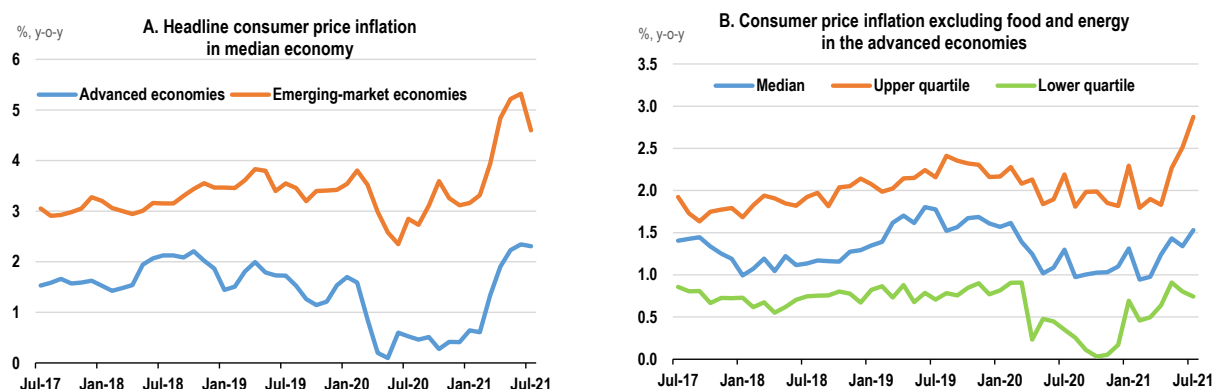 A. Headline consumer price inflation
in median economy
%, y-o-y
6
Advanced economies
Emerging-market economies
5
4
3
2
1
0
Jul-17 Jan-18 Jul-18 Jan-19 Jul-19 Jan-20 Jul-20 Jan-21 Jul-21
B. Consumer price inflation excluding food and energy
in the advanced economies
%, y-o-y
3.5
Median Upper quartile Lower quartile
3.0
2.5
2.0
1.5
1.0
0.5
0.0
Jul-17 Jan-18 Jul-18 Jan-19 Jul-19 Jan-20 Jul-20 Jan-21 Jul-21